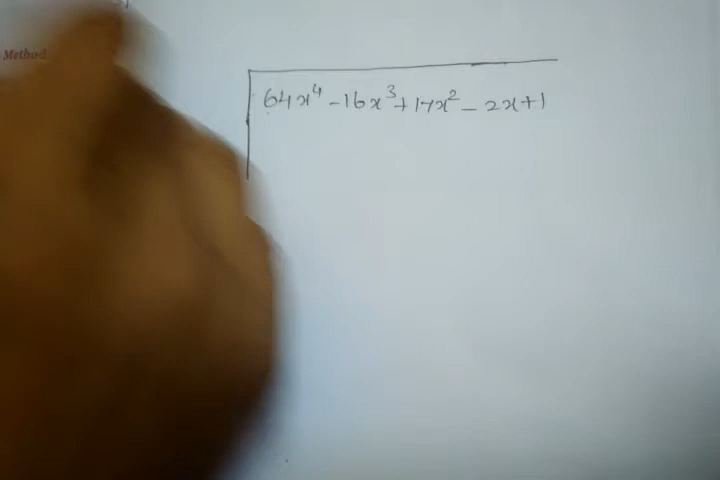 Method
64x⁴ - 16x³ + 17x² - 2x + 1